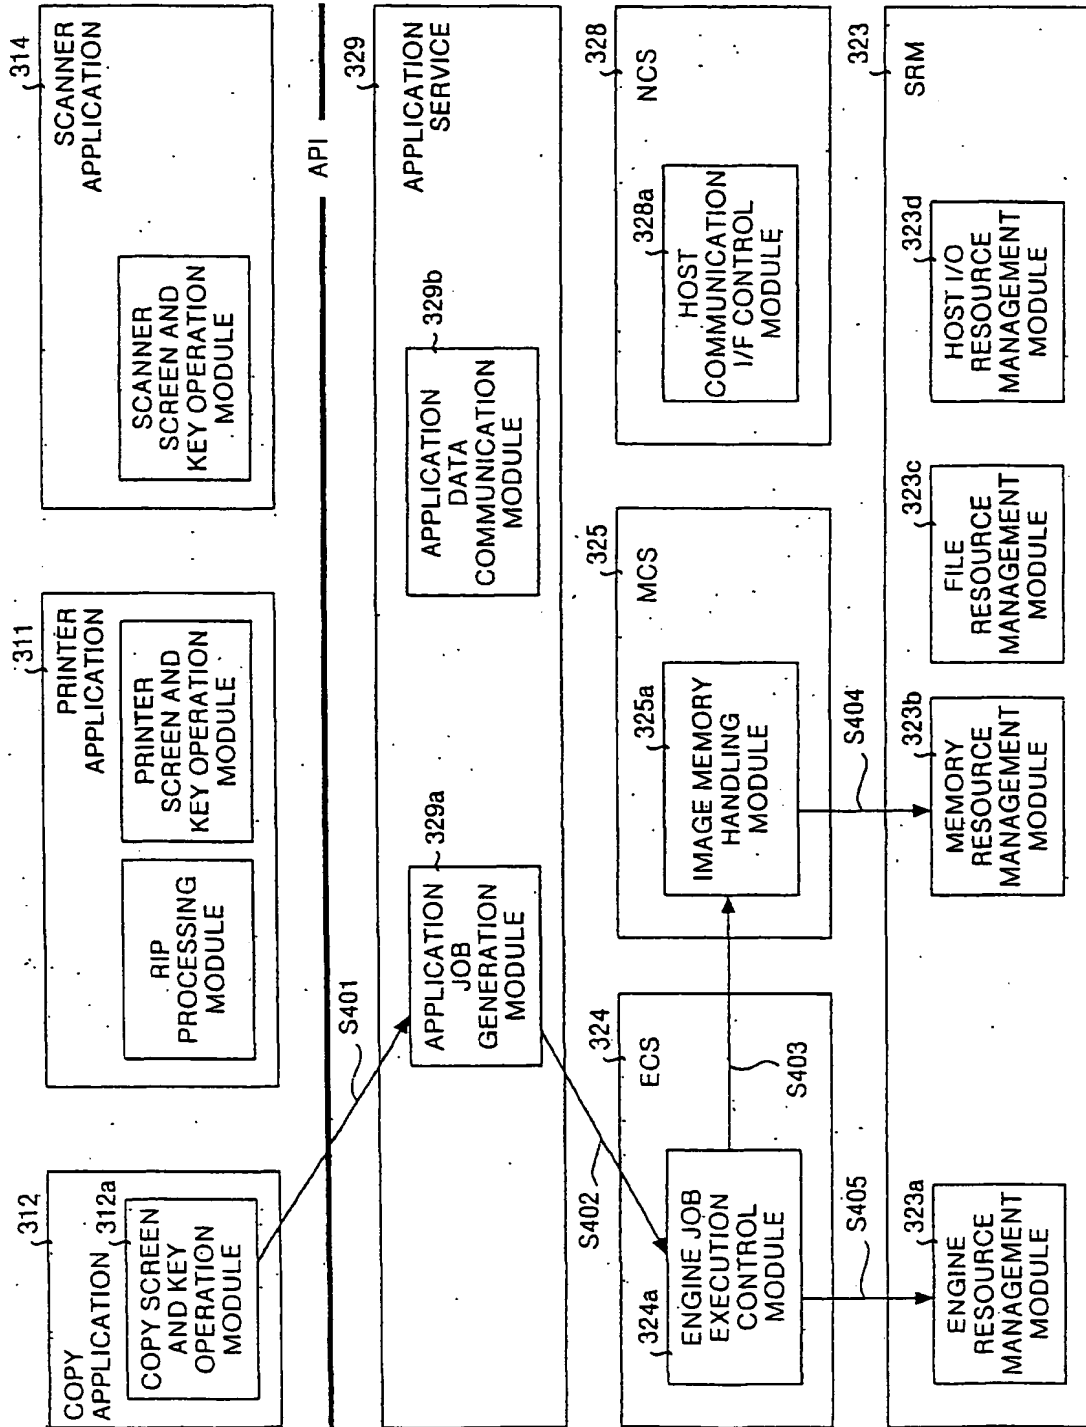 312
COPY
APPLICATION
312a
COPY SCREEN
AND KEY
OPERATION
MODULE
311
PRINTER
APPLICATION
RIP
PROCESSING
MODULE
PRINTER
SCREEN AND
KEY OPERATION
MODULE
314
SCANNER
APPLICATION
SCANNER
SCREEN AND
KEY OPERATION
MODULE
API
S401
329
APPLICATION
SERVICE
329a
APPLICATION
JOB
GENERATION
MODULE
329b
APPLICATION
DATA
COMMUNICATION
MODULE
S402
324
ECS
324a
ENGINE JOB
EXECUTION
CONTROL
MODULE
S403
325
MCS
325a
IMAGE MEMORY
HANDLING
MODULE
328
NCS
328a
HOST
COMMUNICATION
I/F CONTROL
MODULE
S405
S404
323
SRM
323a
ENGINE
RESOURCE
MANAGEMENT
MODULE
323b
MEMORY
RESOURCE
MANAGEMENT
MODULE
323c
FILE
RESOURCE
MANAGEMENT
MODULE
323d
HOST I/O
RESOURCE
MANAGEMENT
MODULE